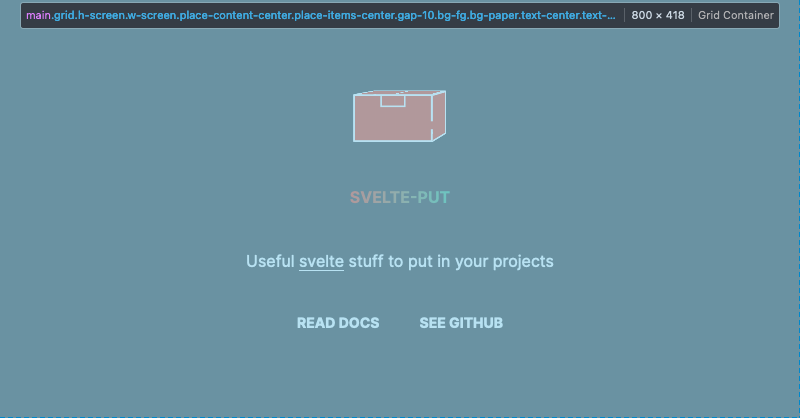 main.grid.h-screen.w-screen.place-content-center.place-items-center.gap-10.bg-fg.bg-paper.text-center.text-… 800 × 418 Grid Container
SVELTE-PUT
Useful svelte stuff to put in your projects
READ DOCS SEE GITHUB